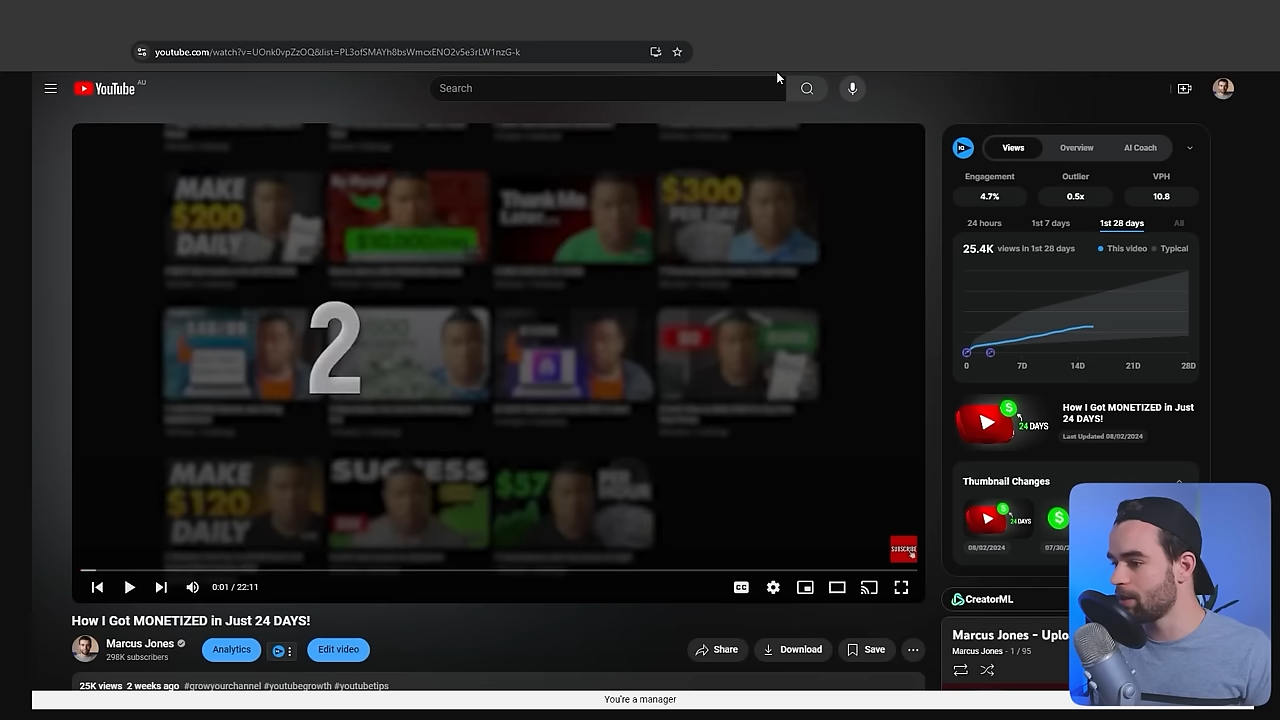 youtube.com/watch?v=UOnk0vpZzOQ&list=PL3ofSMAYh8bsWmcxENO2v5e3rLW1nzG-k
YouTube AU
Search
Views Overview AI Coach
Engagement Outlier VPH
4.7% 0.5x 10.8
24 hours 1st 7 days 1st 28 days All
25.4K views in 1st 28 days This video Typical
0 7D 14D 21D 28D
MAKE
$200
DAILY
Thank Me
Later...
$300
PER DAY
2
MAKE
$120
DAILY
SUCCESS
$57
PER
HOUR
SUBSCRIBE
24 DAYS
How I Got MONETIZED in Just
24 DAYS!
Last Updated 08/02/2024
Thumbnail Changes
24 DAYS
08/02/2024 07/30/
0:01 / 22:11
CC
How I Got MONETIZED in Just 24 DAYS!
Marcus Jones
298K subscribers
Analytics
Edit video
Share Download Save
25K views 2 weeks ago #growyourchannel #youtubegrowth #youtubetips
CreatorML
Marcus Jones - Uplo
Marcus Jones - 1 / 95
You're a manager